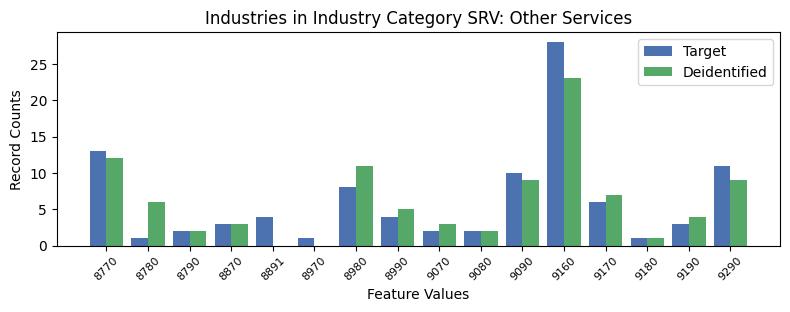 Industries in Industry Category SRV: Other Services
Record Counts
25
20
15
10
5
0
Target
Deidentified
8770 8780 8790 8870 8891 8970 8980 8990 9070 9080 9090 9160 9170 9180 9190 9290
Feature Values